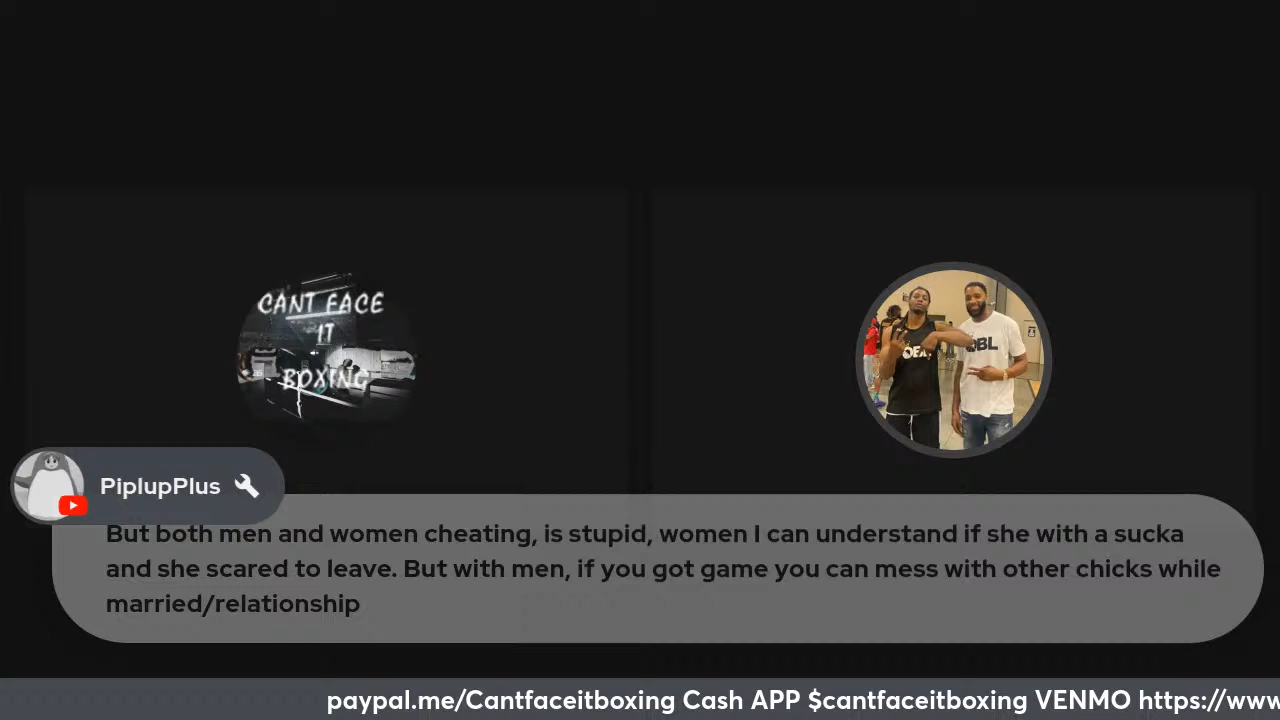 CANT FACE
IT
BOXING
QBL
PiplupPlus
But both men and women cheating, is stupid, women I can understand if she with a sucka
and she scared to leave. But with men, if you got game you can mess with other chicks while
married/relationship
paypal.me/Cantfaceitboxing Cash APP $cantfaceitboxing VENMO https://www